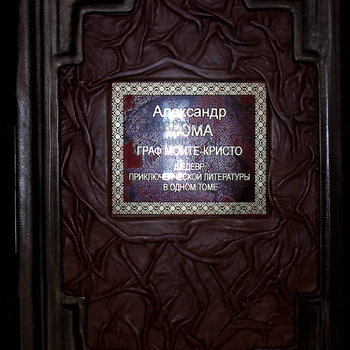 Александр
ДЮМА
ГРАФ МОНТЕ-КРИСТО
ШЕДЕВР
ПРИКЛЮЧЕНЧЕСКОЙ ЛИТЕРАТУРЫ
В ОДНОМ ТОМЕ